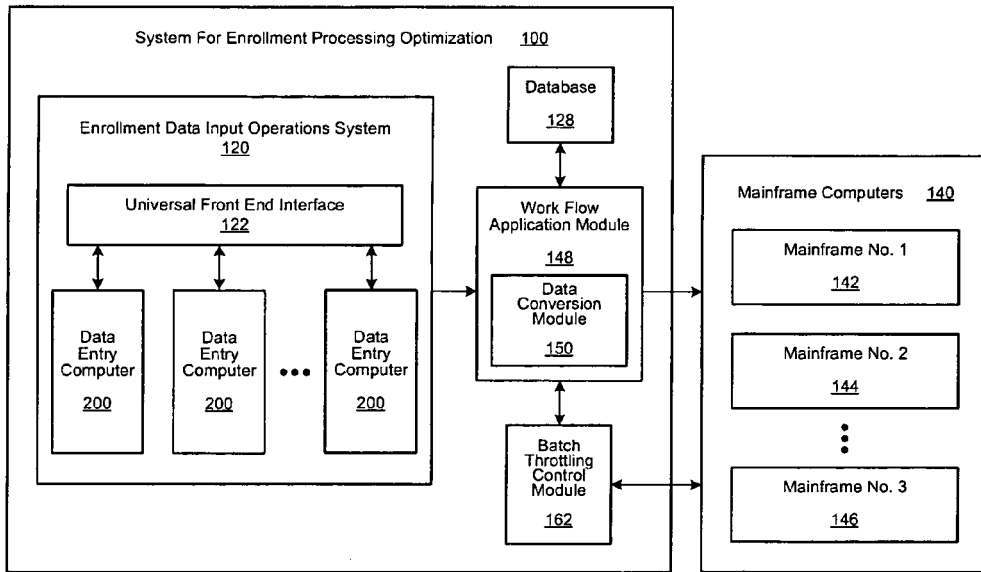 System For Enrollment Processing Optimization 100
Enrollment Data Input Operations System
120
Universal Front End Interface
122
Data
Entry
Computer
200
Data
Entry
Computer
200
Data
Entry
Computer
200
Database
128
Work Flow
Application Module
148
Data
Conversion
Module
150
Batch
Throttling
Control
Module
162
Mainframe Computers 140
Mainframe No. 1
142
Mainframe No. 2
144
Mainframe No. 3
146